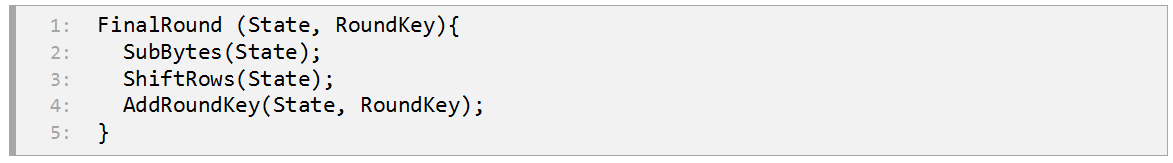 1: FinalRound (State, RoundKey){
2: SubBytes(State);
3: ShiftRows(State);
4: AddRoundKey(State, RoundKey);
5: }